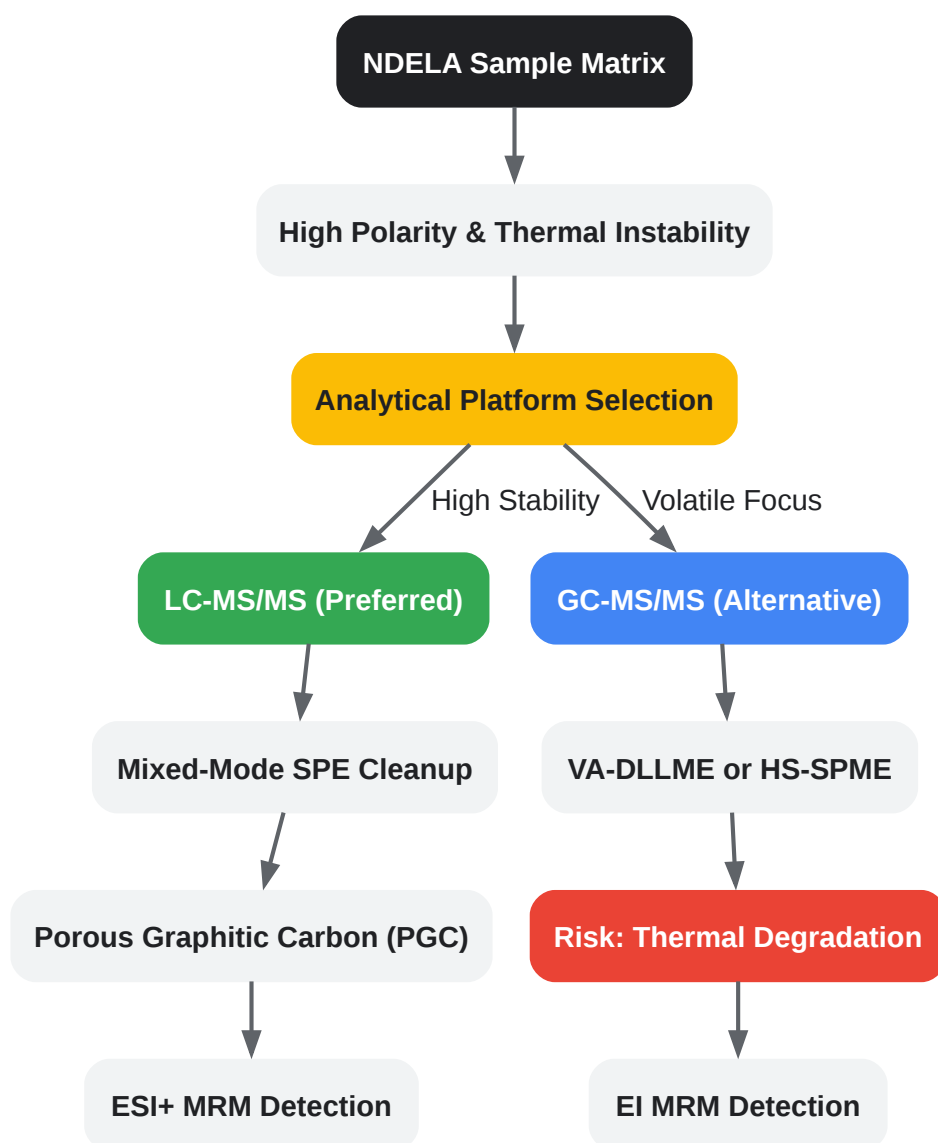 NDELA Sample Matrix
High Polarity & Thermal Instability
Analytical Platform Selection
High Stability
Volatile Focus
LC-MS/MS (Preferred)
GC-MS/MS (Alternative)
Mixed-Mode SPE Cleanup
VA-DLLME or HS-SPME
Porous Graphitic Carbon (PGC)
Risk: Thermal Degradation
ESI+ MRM Detection
EI MRM Detection